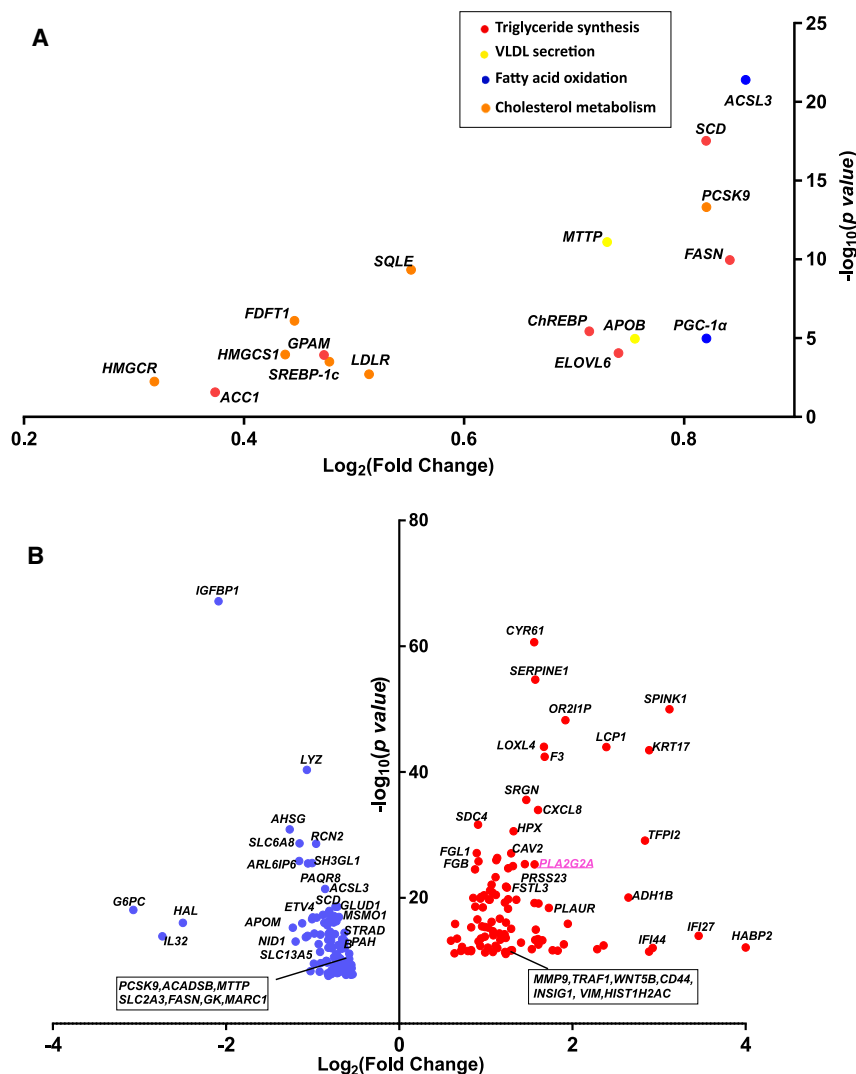 A
Triglyceride synthesis
VLDL secretion
Fatty acid oxidation
Cholesterol metabolism
25
20
15
10
5
0
-log10(p value)
ACSL3
SCD
PCSK9
MTTP
FASN
SQLE
ChREBP
APOB
PGC-1α
FDFT1
GPAM
HMGCS1
LDLR
ELOVL6
HMGCR
SREBP-1c
ACC1
0.2
0.4
0.6
0.8
Log2(Fold Change)
B
80
60
40
20
-log10(p value)
IGFBP1
CYR61
SERPINE1
SPINK1
OR2I1P
LOXL4
LCP1
KRT17
F3
LYZ
SRGN
CXCL8
AHSG
SDC4
HPX
TFPI2
SLC6A8
RCN2
FGL1
CAV2
ARL6IP6
SH3GL1
FGB
PLA2G2A
PRSS23
PAQR8
ACSL3
FSTL3
ADH1B
G6PC
HAL
SCD
GLUD1
ETV4
MSMO1
PLAUR
APOM
STRAD
B
IL32
NID1
PAH
IFI44
IFI27
HABP2
SLC13A5
PCSK9,ACADSB,MTTP
SLC2A3,FASN,GK,MARC1
MMP9,TRAF1,WNT5B,CD44,
INSIG1, VIM,HIST1H2AC
-4
-2
0
2
4
Log2(Fold Change)